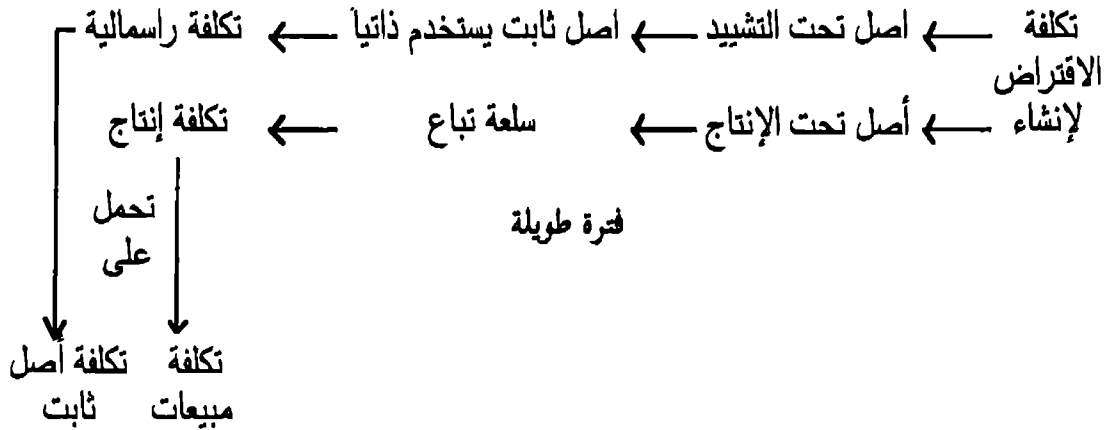 تكلفة اصل تحت التشييد اصل ثابت يستخدم ذاتياً تكلفة راسمالية
الاقتراض
لإنشاء أصل تحت الإنتاج سلعة تباع تكلفة إنتاج
تحمل
على
فترة طويلة
تكلفة تكلفة أصل
مبيعات ثابت